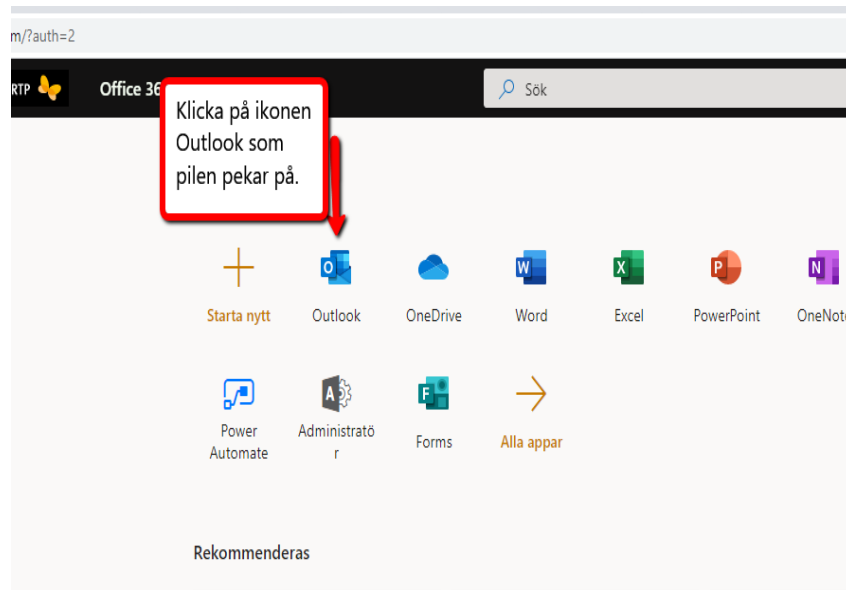 m/?auth=2
RTP
Office 36
Sök
Klicka på ikonen
Outlook som
pilen pekar på.
Starta nytt
Outlook
OneDrive
Word
Excel
PowerPoint
OneNot
Power
Automate
Administratö
r
Forms
Alla appar
Rekommenderas